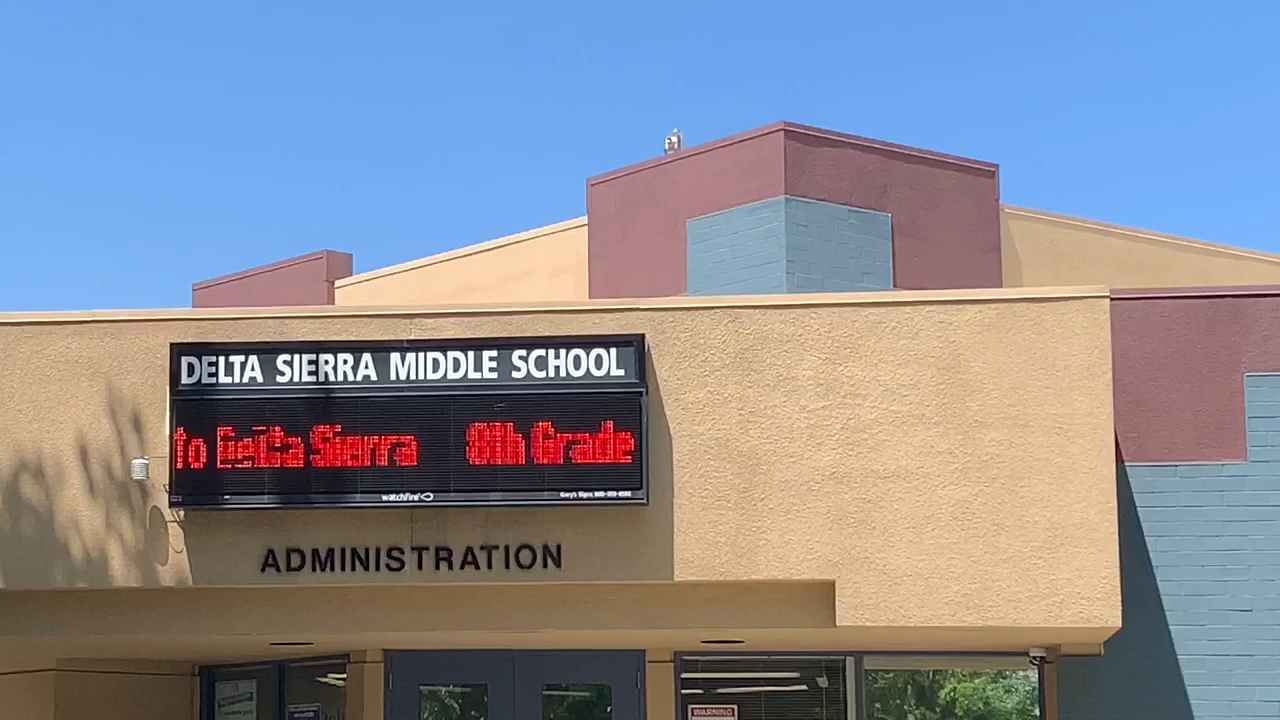 DELTA SIERRA MIDDLE SCHOOL
to Delta Sierra 8th Grade
watchfire
ADMINISTRATION
WARNING